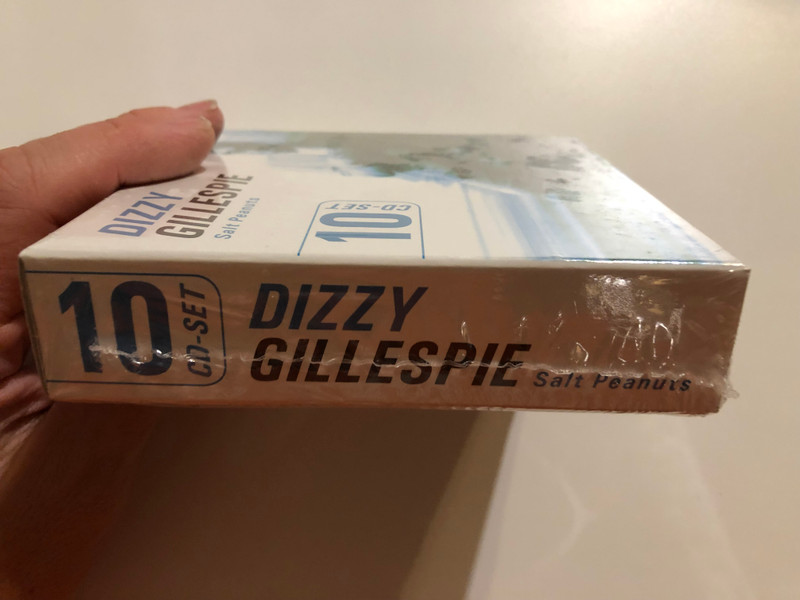 DIZZY
GILLESPIE
Salt Peanuts
10
CD-SET
10
CD-SET
DIZZY
GILLESPIE Salt Peanuts